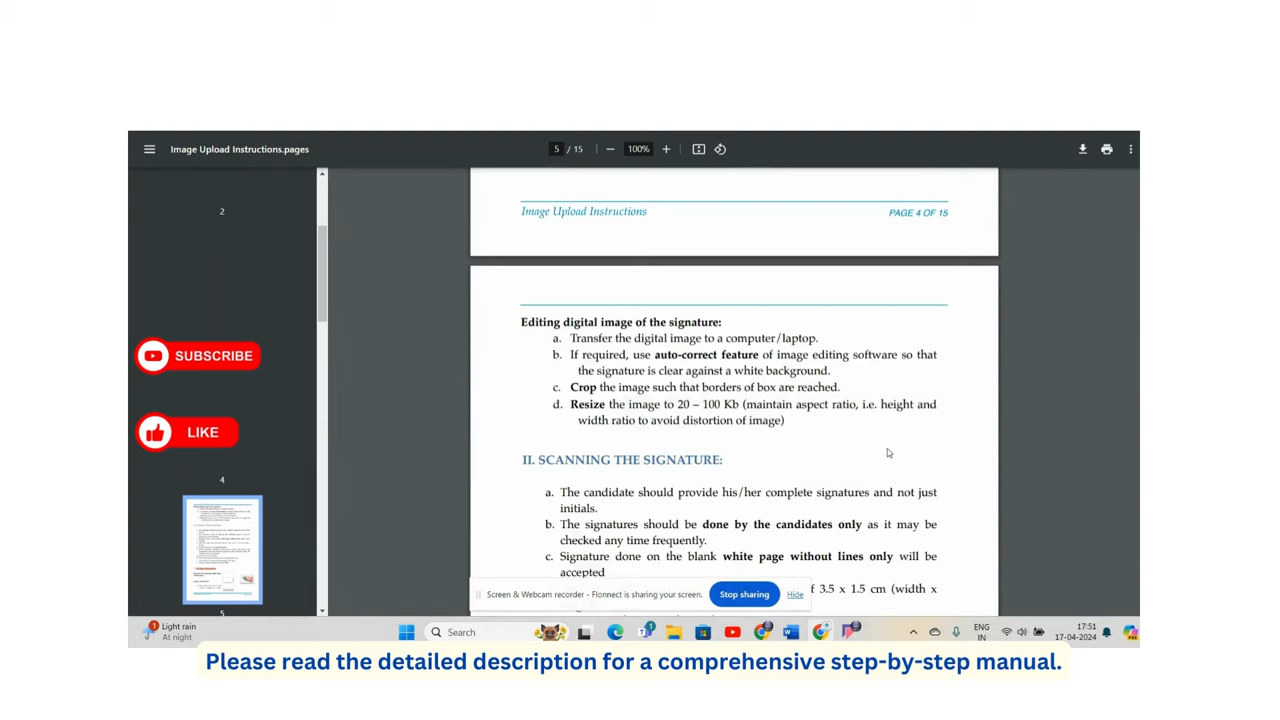 Image Upload Instructions.pages
5 / 15
100%
2
Image Upload Instructions
PAGE 4 OF 15
Editing digital image of the signature:
a. Transfer the digital image to a computer/laptop.
b. If required, use auto-correct feature of image editing software so that
the signature is clear against a white background.
c. Crop the image such that borders of box are reached.
d. Resize the image to 20 – 100 Kb (maintain aspect ratio, i.e. height and
width ratio to avoid distortion of image)
SUBSCRIBE
LIKE
4
II. SCANNING THE SIGNATURE:
a. The candidate should provide his/her complete signatures and not just
initials.
b. The signatures should be done by the candidates only as it may be
checked any time frequently.
c. Signature done on the blank white page without lines only will be
accepted
f 3.5 x 1.5 cm (width x
Screen & Webcam recorder - Flonnect is sharing your screen.
Stop sharing
Hide
5
Light rain
At night
Search
ENG
IN
17:51
17-04-2024
Please read the detailed description for a comprehensive step-by-step manual.